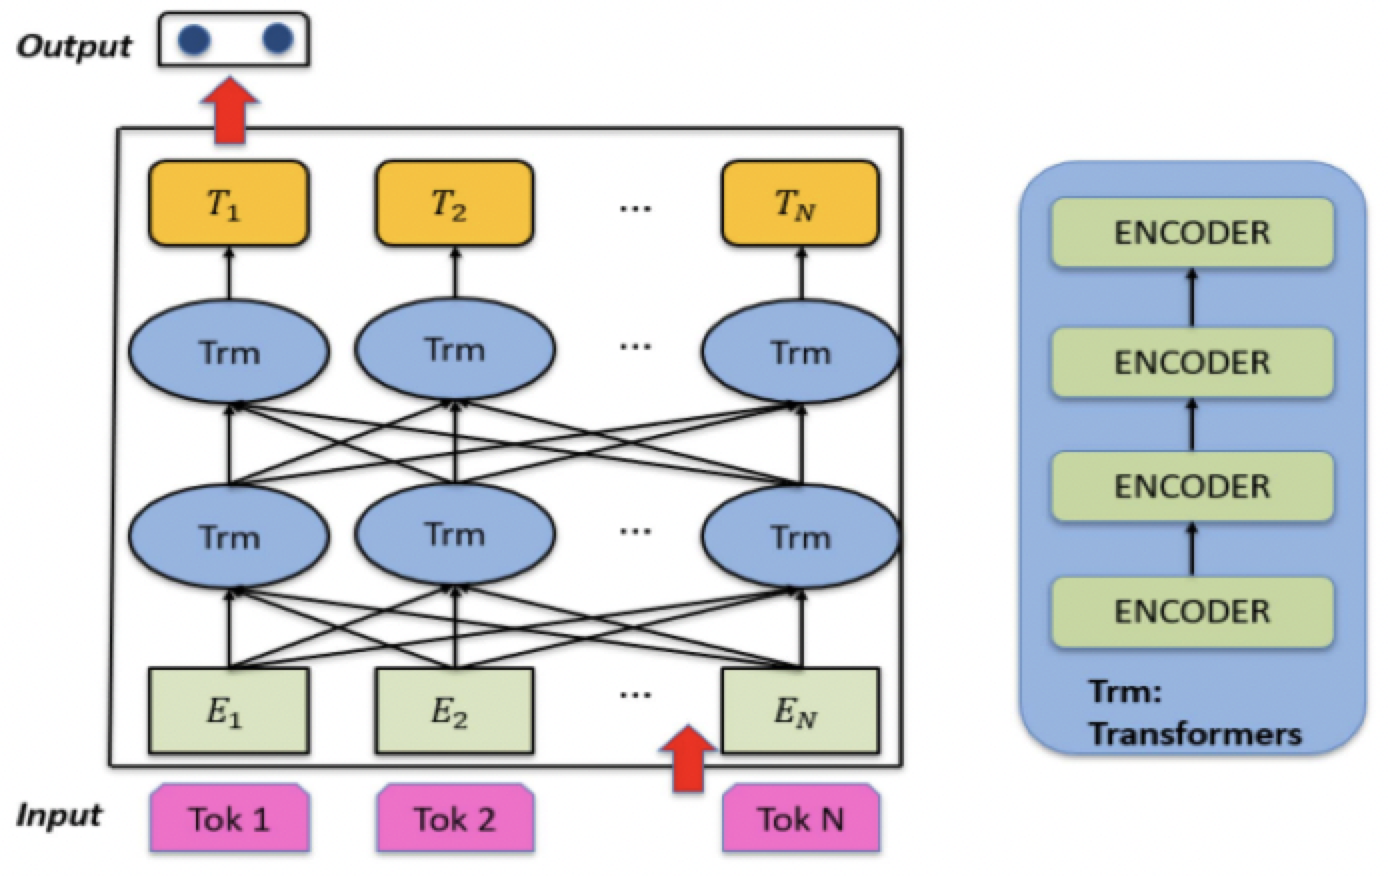 Output
T1 T2 ... TN
Trm Trm ... Trm
Trm Trm ... Trm
E1 E2 ... EN
Input Tok 1 Tok 2 Tok N
ENCODER
ENCODER
ENCODER
ENCODER
Trm:
Transformers